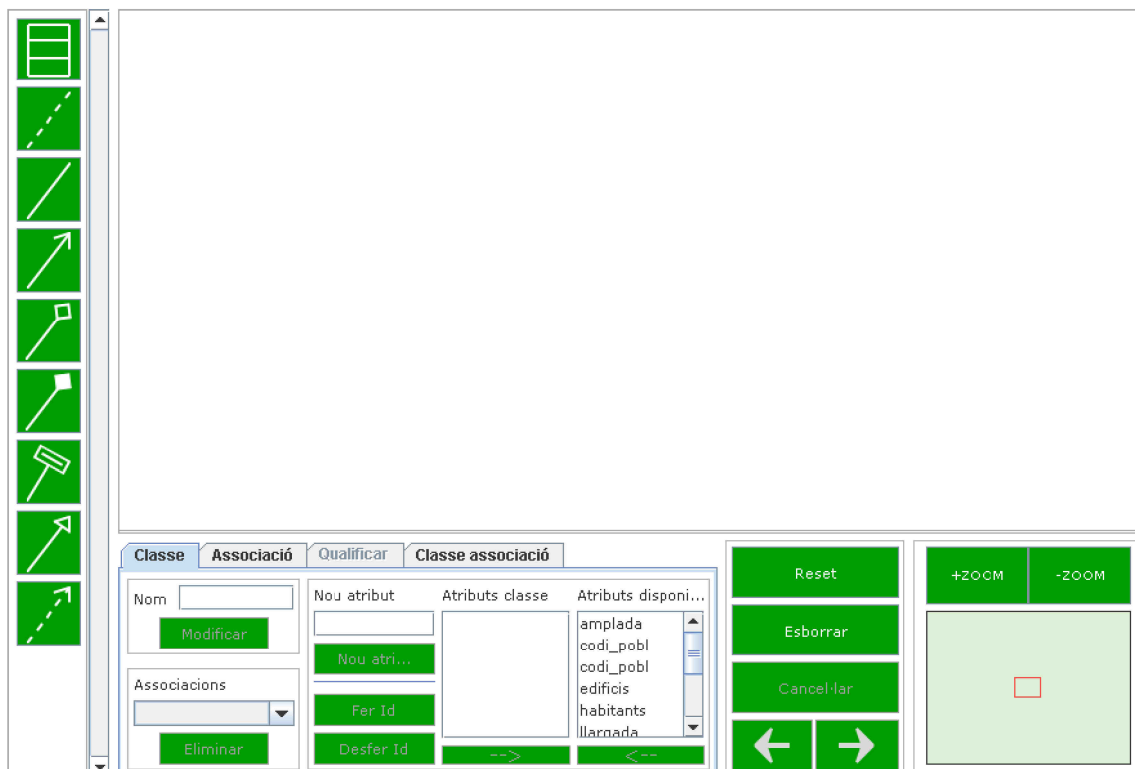 Classe
Associació
Qualificar
Classe associació
Nom
Modificar
Associacions
Eliminar
Nou atribut
Nou atri...
Fer Id
Desfer Id
Atributs classe
-->
Atributs disponi...
amplada
codi_pobl
codi_pobl
edificis
habitants
llargada
<--
Reset
Esborrar
Cancel·lar
+ZOOM
-ZOOM